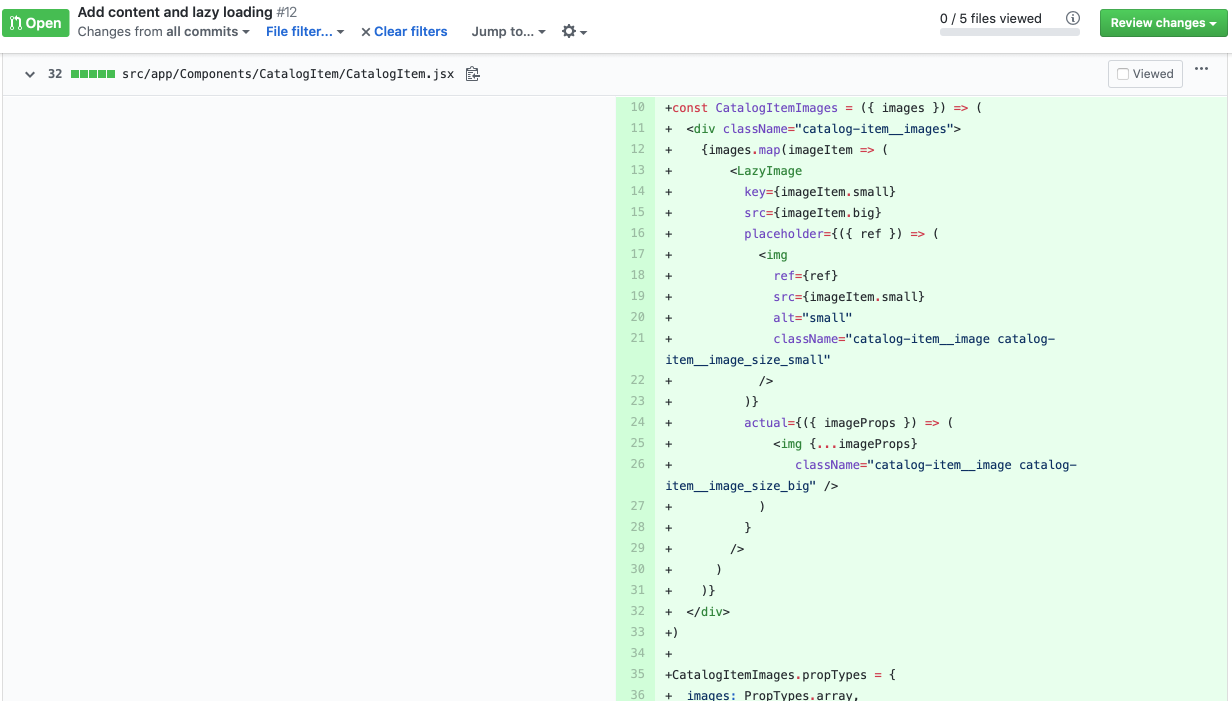 Open
Add content and lazy loading #12
Changes from all commits
File filter...
Clear filters
Jump to...
0 / 5 files viewed
Review changes
32 src/app/Components/CatalogItem/CatalogItem.jsx
Viewed
10 +const CatalogItemImages = ({ images }) => (
11 +  <div className="catalog-item__images">
12 +    {images.map(imageItem => (
13 +        <LazyImage
14 +          key={imageItem.small}
15 +          src={imageItem.big}
16 +          placeholder={({ ref }) => (
17 +            <img
18 +              ref={ref}
19 +              src={imageItem.small}
20 +              alt="small"
21 +              className="catalog-item__image catalog-
item__image_size_small"
22 +            />
23 +          )}
24 +          actual={({ imageProps }) => (
25 +              <img {...imageProps}
26 +                 className="catalog-item__image catalog-
item__image_size_big" />
27 +            )
28 +          }
29 +        />
30 +      )
31 +    )}
32 +  </div>
33 +)
34 +
35 +CatalogItemImages.propTypes = {
36 +  images: PropTypes.array,